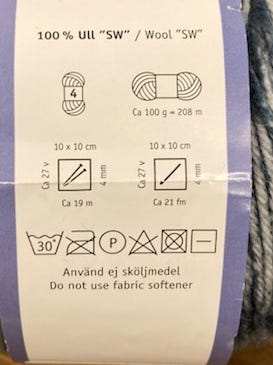 100 % Ull "SW" / Wool "SW"
4
Ca 100 g = 208 m
10 x 10 cm
10 x 10 cm
Ca 27 v
4 mm
Ca 27 v
4 mm
Ca 19 m
Ca 21 fm
30°
P
Använd ej sköljmedel
Do not use fabric softener